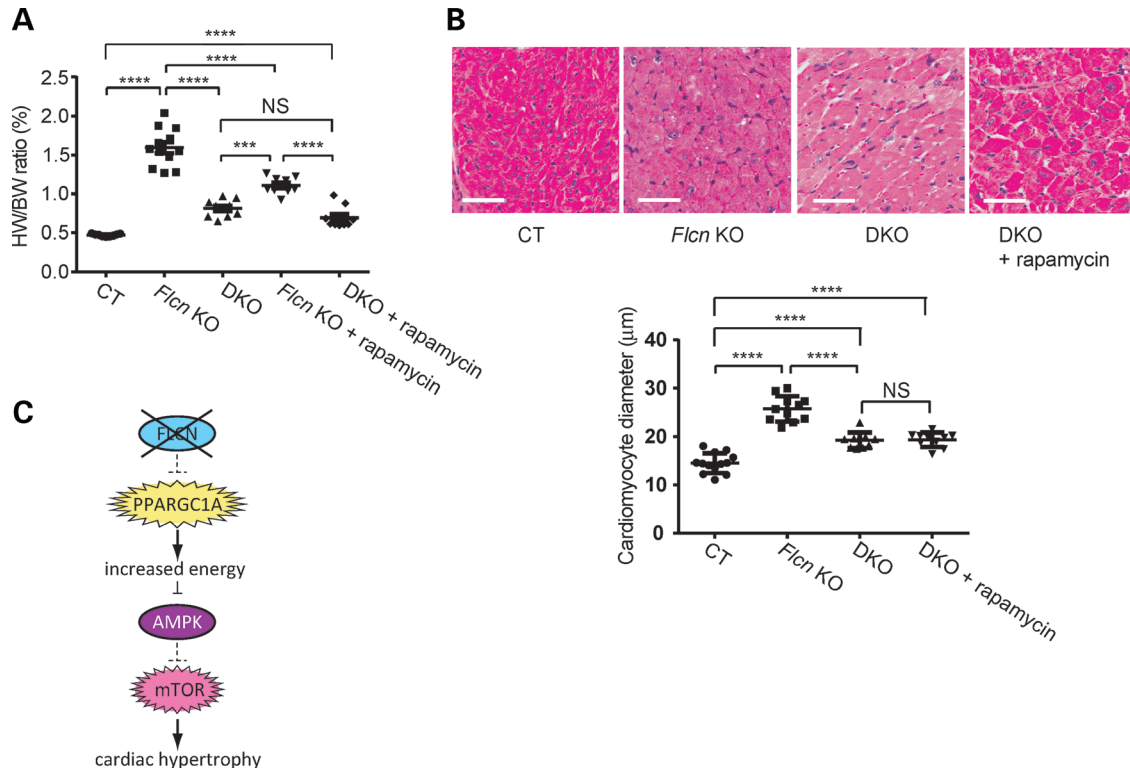 A
****
****
****
****
NS
***
****
HW/BW ratio (%)
2.5
2.0
1.5
1.0
0.5
0.0
CT
Flcn KO
DKO
Flcn KO + rapamycin
DKO + rapamycin
B
CT
Flcn KO
DKO
DKO
+ rapamycin
****
****
****
****
NS
Cardiomyocyte diameter (μm)
40
30
20
10
0
CT
Flcn KO
DKO
DKO + rapamycin
C
FLCN
PPARGC1A
increased energy
AMPK
mTOR
cardiac hypertrophy